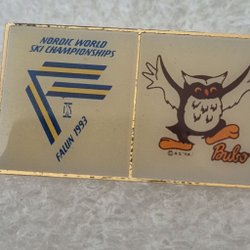 NORDIC WORLD
SKI CHAMPIONSHIPS
FALUN 1993
Bubo